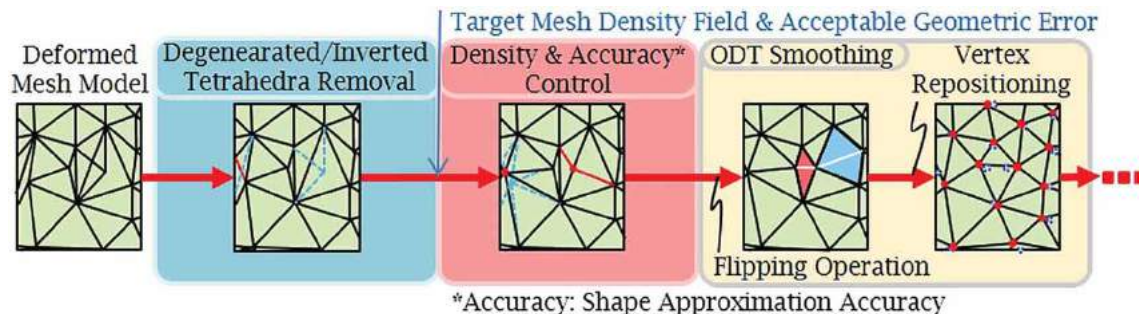 Target Mesh Density Field & Acceptable Geometric Error
Deformed
Mesh Model
Degenearated/Inverted
Tetrahedra Removal
Density & Accuracy*
Control
ODT Smoothing
Vertex
Repositioning
Flipping Operation
*Accuracy: Shape Approximation Accuracy